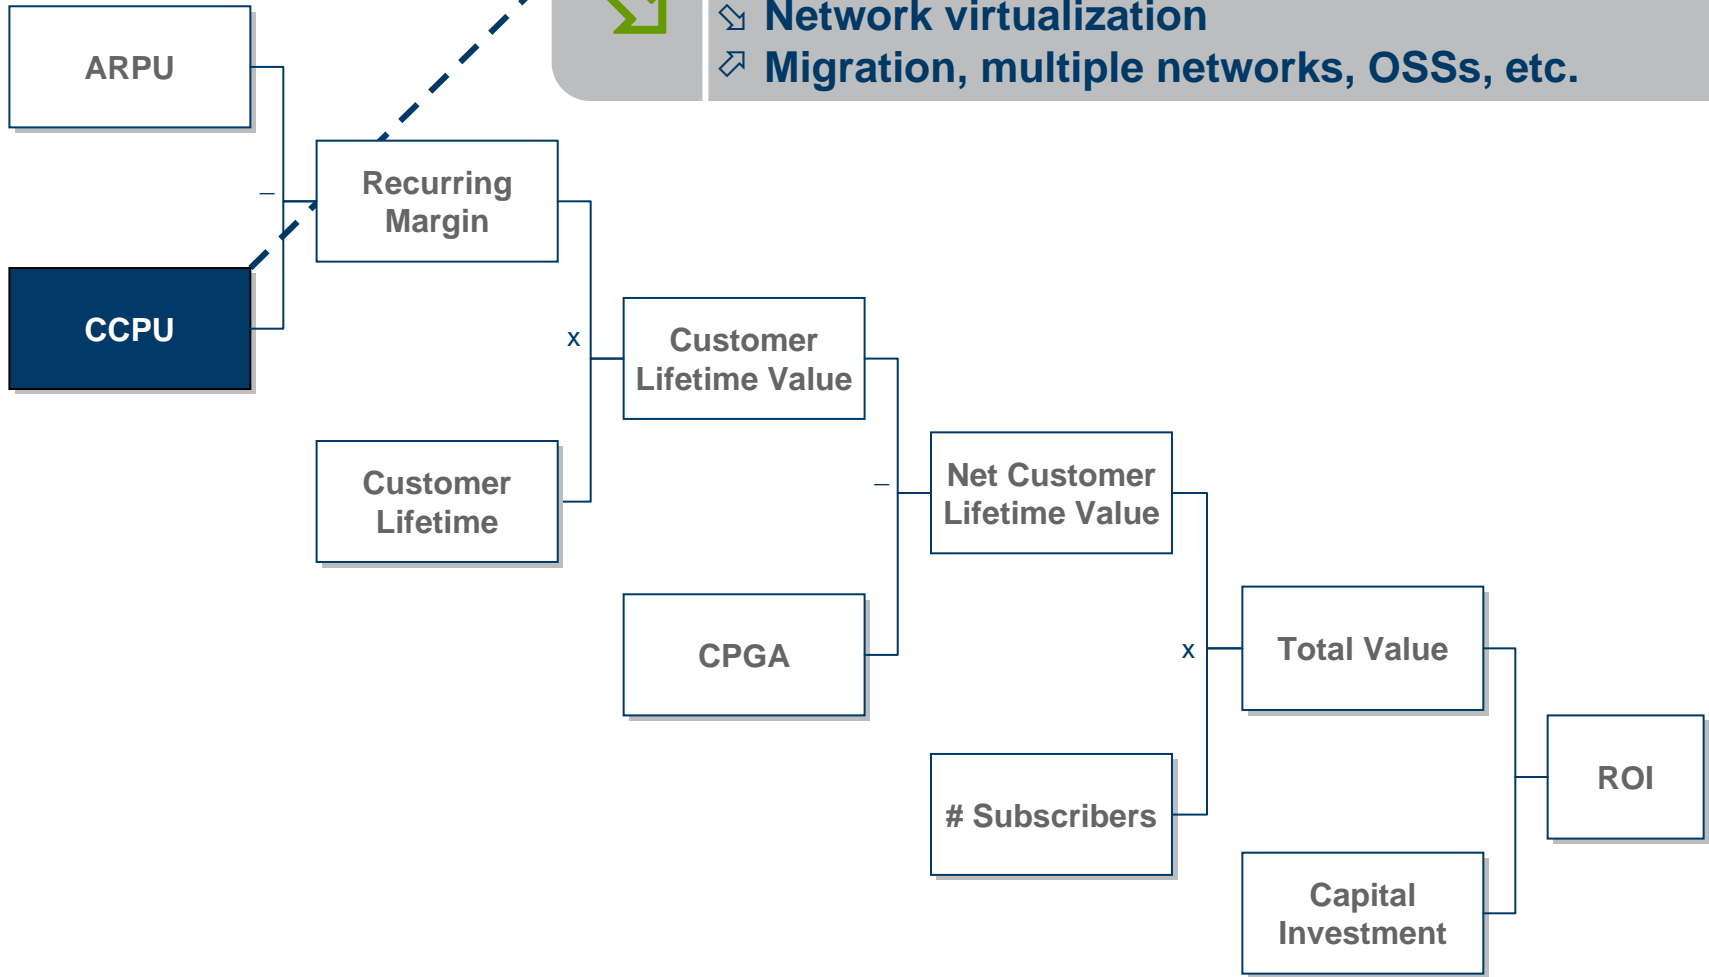 Network virtualization
Migration, multiple networks, OSSs, etc.
ARPU
–
Recurring
Margin
CCPU
x
Customer
Lifetime Value
Customer
Lifetime
–
Net Customer
Lifetime Value
CPGA
x
Total Value
# Subscribers
ROI
Capital
Investment